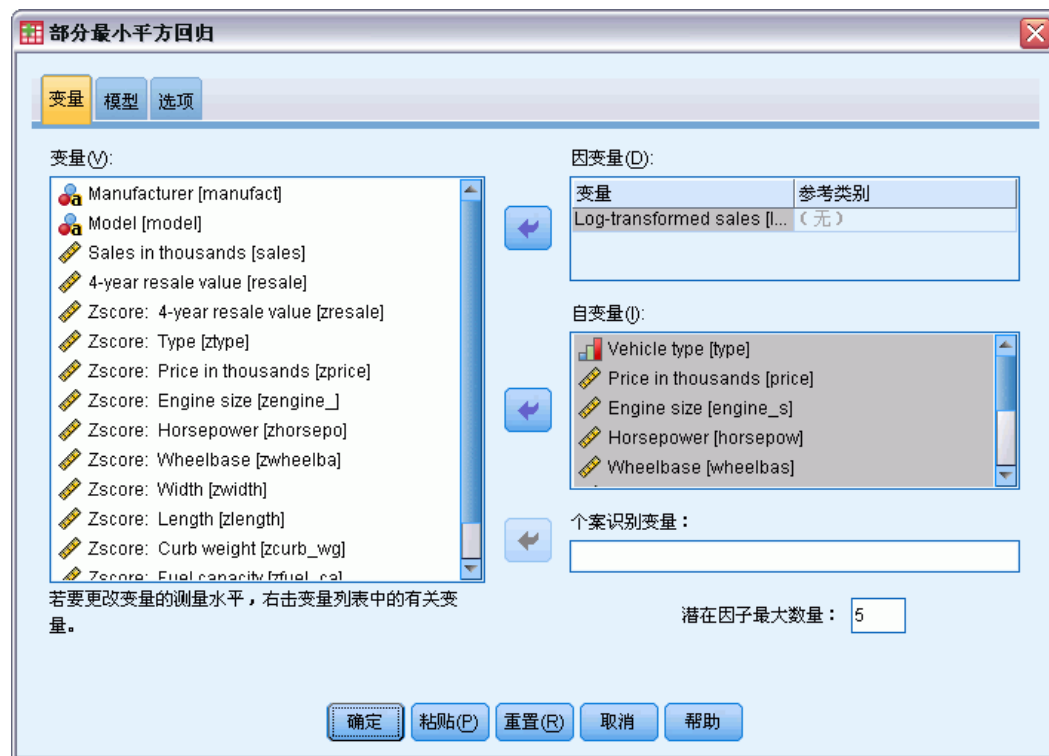 部分最小平方回归
变量 模型 选项
变量(V):
Manufacturer [manufact]
Model [model]
Sales in thousands [sales]
4-year resale value [resale]
Zscore: 4-year resale value [zresale]
Zscore: Type [ztype]
Zscore: Price in thousands [zprice]
Zscore: Engine size [zengine_]
Zscore: Horsepower [zhorsepo]
Zscore: Wheelbase [zwheelba]
Zscore: Width [zwidth]
Zscore: Length [zlength]
Zscore: Curb weight [zcurb_wg]
Zscore: Fuel capacity [zfuel_ca]
若要更改变量的测量水平，右击变量列表中的有关变
量。
因变量(D):
变量 参考类别
Log-transformed sales [l... （无）
自变量(I):
Vehicle type [type]
Price in thousands [price]
Engine size [engine_s]
Horsepower [horsepow]
Wheelbase [wheelbas]
个案识别变量：
潜在因子最大数量： 5
确定 粘贴(P) 重置(R) 取消 帮助